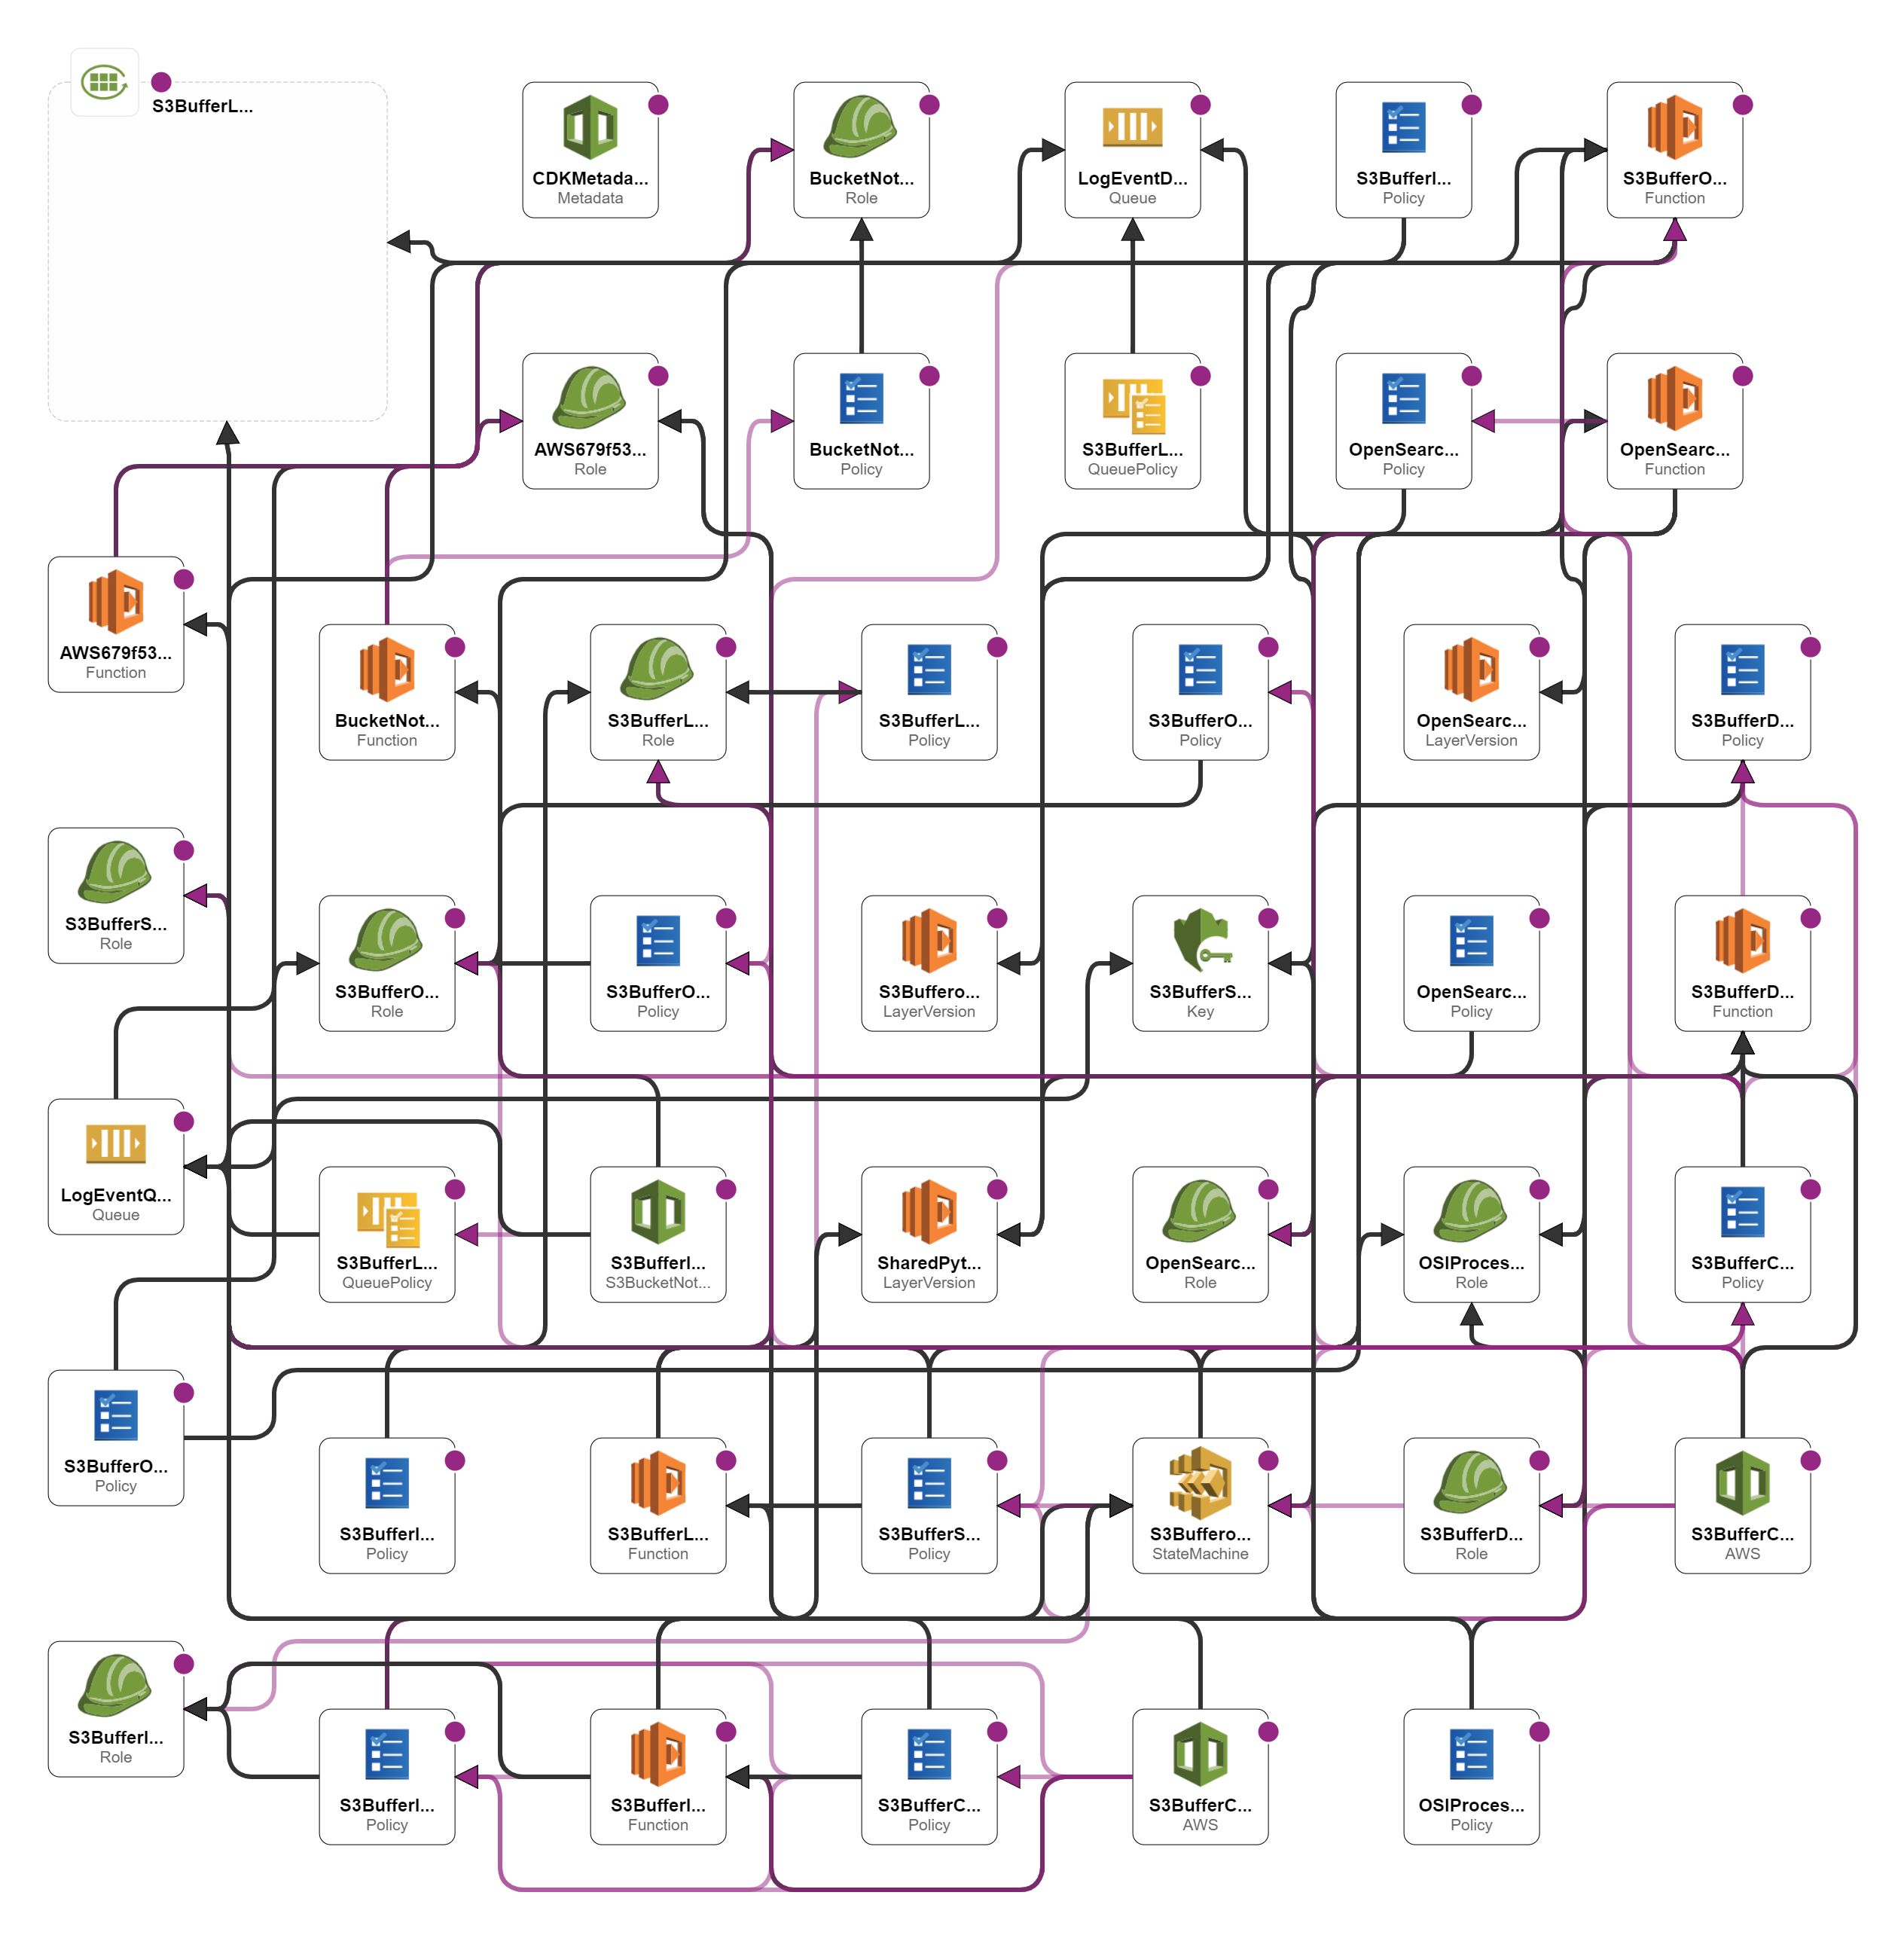 S3BufferL...
CDKMetada...
Metadata
BucketNot...
Role
LogEventD...
Queue
S3BufferI...
Policy
S3BufferO...
Function
AWS679f53...
Role
BucketNot...
Policy
S3BufferL...
QueuePolicy
OpenSearc...
Policy
OpenSearc...
Function
AWS679f53...
Function
BucketNot...
Function
S3BufferL...
Role
S3BufferL...
Policy
S3BufferO...
Policy
OpenSearc...
LayerVersion
S3BufferD...
Policy
S3BufferS...
Role
S3BufferO...
Role
S3BufferO...
Policy
S3Buffero...
LayerVersion
S3BufferS...
Key
OpenSearc...
Policy
S3BufferD...
Function
LogEventQ...
Queue
S3BufferL...
QueuePolicy
S3BufferI...
S3BucketNot...
SharedPyt...
LayerVersion
OpenSearc...
Role
OSIProces...
Role
S3BufferC...
Policy
S3BufferO...
Policy
S3BufferI...
Policy
S3BufferL...
Function
S3BufferS...
Policy
S3Buffero...
StateMachine
S3BufferD...
Role
S3BufferC...
AWS
S3BufferI...
Role
S3BufferI...
Policy
S3BufferI...
Function
S3BufferC...
Policy
S3BufferC...
AWS
OSIProces...
Policy